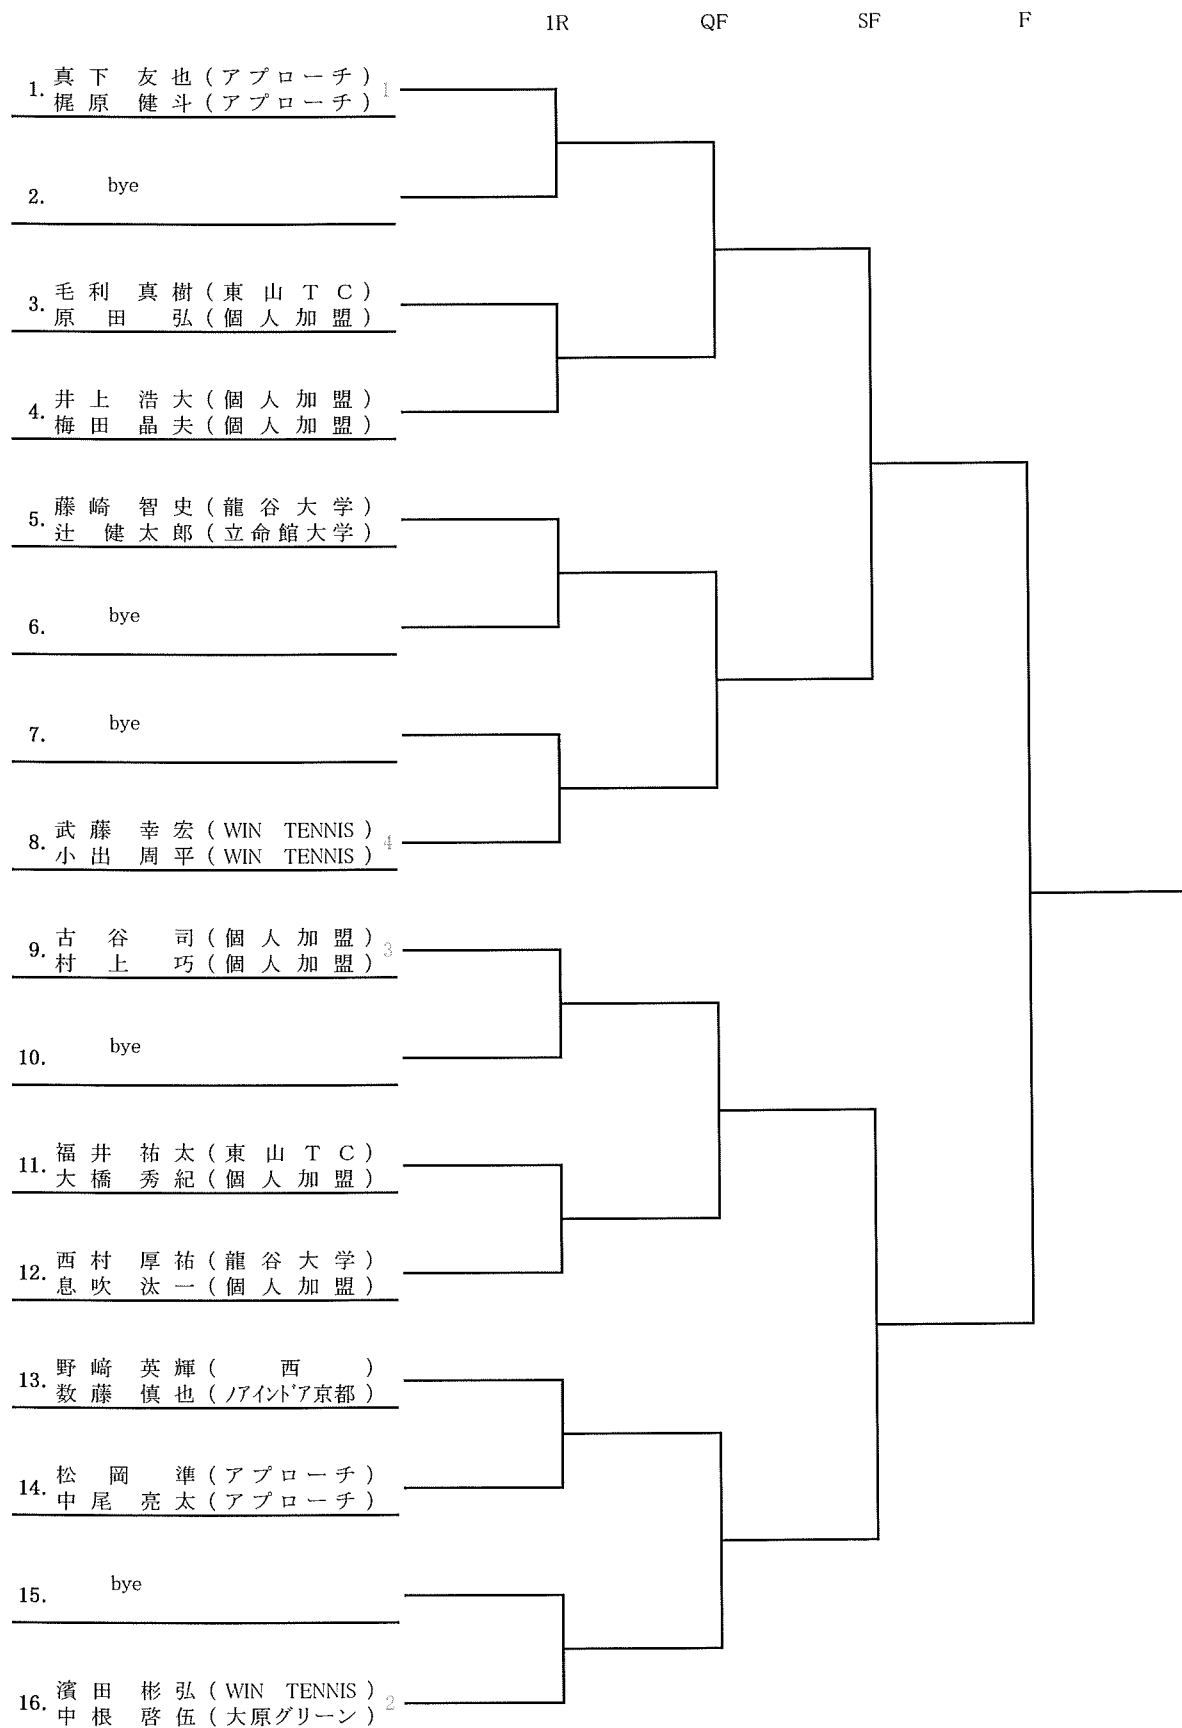 1R QF SF F
1. 真下 友也 (アプローチ) 1
梶原 健斗 (アプローチ)
2. bye
3. 毛利 真樹 (東山TC)
原田 弘 (個人加盟)
4. 井上 浩大 (個人加盟)
梅田 晶夫 (個人加盟)
5. 藤崎 智史 (龍谷大学)
辻 健太郎 (立命館大学)
6. bye
7. bye
8. 武藤 幸宏 (WIN TENNIS) 4
小出 周平 (WIN TENNIS)
9. 古谷 司 (個人加盟) 3
村上 巧 (個人加盟)
10. bye
11. 福井 祐太 (東山TC)
大橋 秀紀 (個人加盟)
12. 西村 厚祐 (龍谷大学)
息吹 汰一 (個人加盟)
13. 野﨑 英輝 (西)
数藤 慎也 (ノアインドア京都)
14. 松岡 準 (アプローチ)
中尾 亮太 (アプローチ)
15. bye
16. 濱田 彬弘 (WIN TENNIS) 2
中根 啓伍 (大原グリーン)